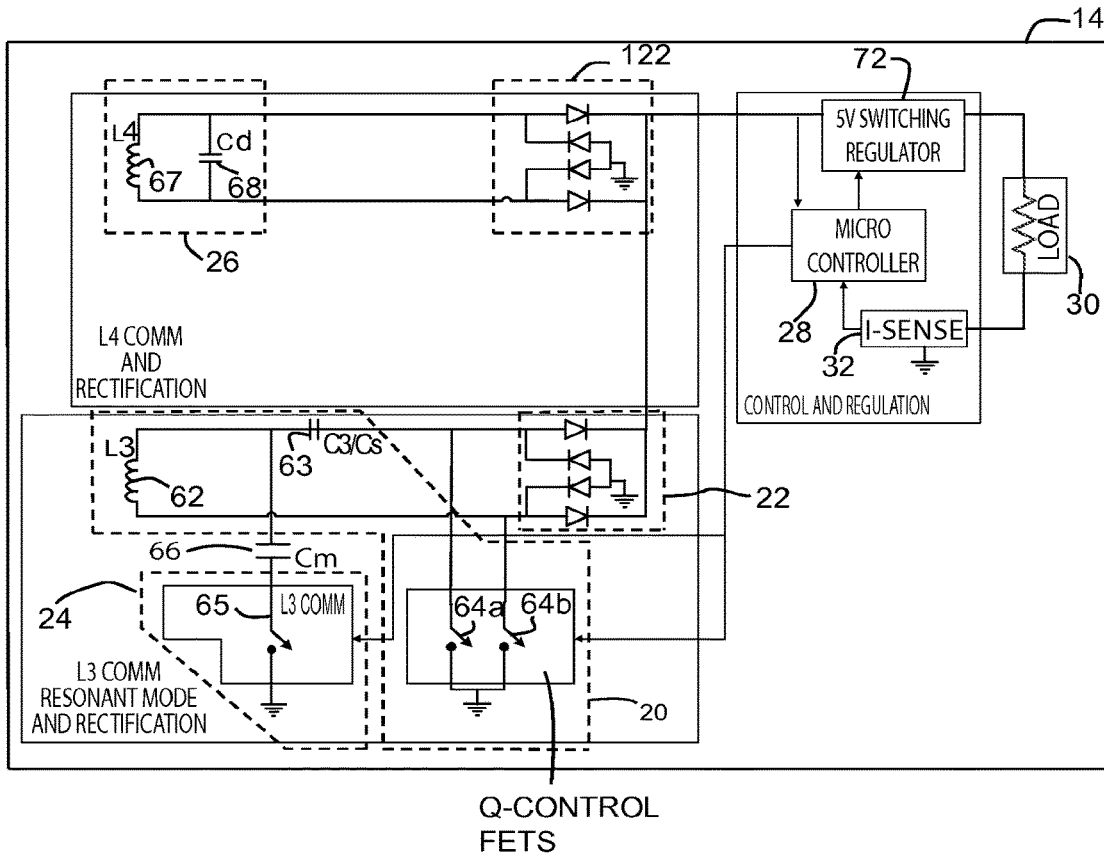 14
122
72
L4
67
Cd
68
26
5V SWITCHING
REGULATOR
MICRO
CONTROLLER
28
32
I-SENSE
LOAD
30
L4 COMM
AND
RECTIFICATION
CONTROL AND REGULATION
L3
62
63
C3/Cs
22
66
Cm
24
65
L3 COMM
64a
64b
L3 COMM
RESONANT MODE
AND RECTIFICATION
20
Q-CONTROL
FETS